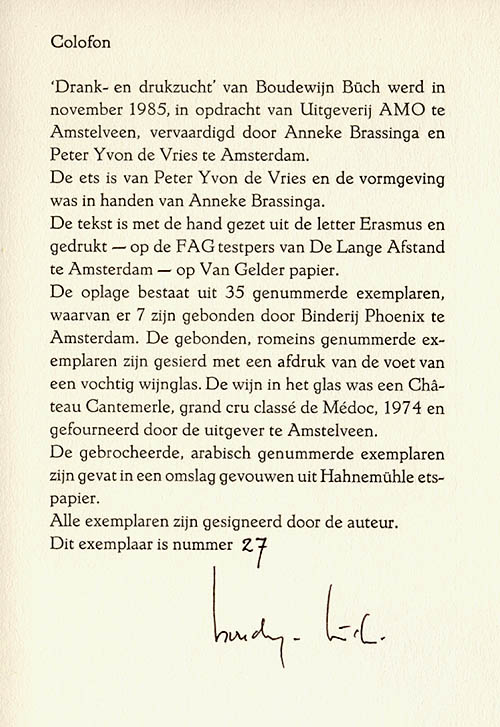 Colofon
‘Drank- en drukzucht’ van Boudewijn Büch werd in
november 1985, in opdracht van Uitgeverij AMO te
Amstelveen, vervaardigd door Anneke Brassinga en
Peter Yvon de Vries te Amsterdam.
De ets is van Peter Yvon de Vries en de vormgeving
was in handen van Anneke Brassinga.
De tekst is met de hand gezet uit de letter Erasmus en
gedrukt — op de FAG testpers van De Lange Afstand
te Amsterdam — op Van Gelder papier.
De oplage bestaat uit 35 genummerde exemplaren,
waarvan er 7 zijn gebonden door Binderij Phoenix te
Amsterdam. De gebonden, romeins genummerde ex-
emplaren zijn gesierd met een afdruk van de voet van
een vochtig wijnglas. De wijn in het glas was een Châ-
teau Cantemerle, grand cru classé de Médoc, 1974 en
gefourneerd door de uitgever te Amstelveen.
De gebrocheerde, arabisch genummerde exemplaren
zijn gevat in een omslag gevouwen uit Hahnemühle ets-
papier.
Alle exemplaren zijn gesigneerd door de auteur.
Dit exemplaar is nummer 27